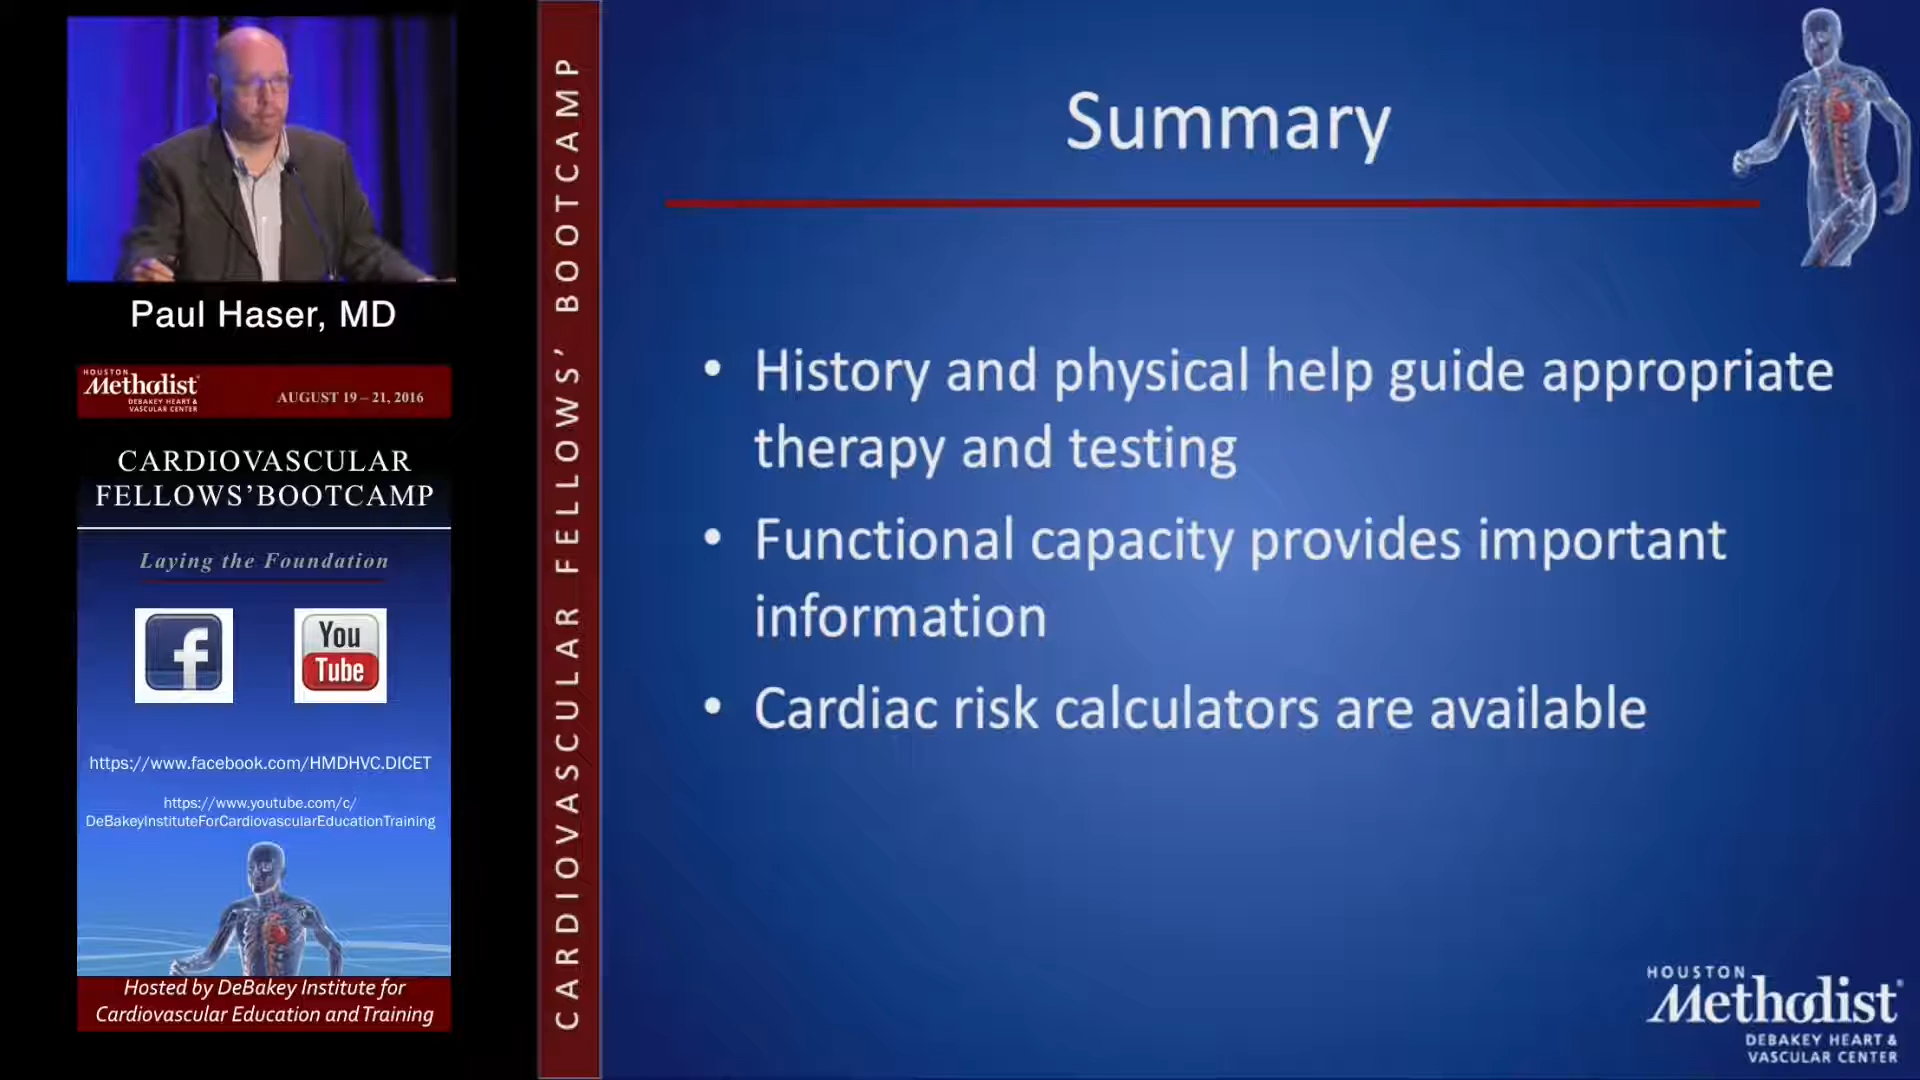 Paul Haser, MD
HOUSTON
Methodist
DEBAKEY HEART &
VASCULAR CENTER
AUGUST 19 – 21, 2016
CARDIOVASCULAR
FELLOWS’BOOTCAMP
Laying the Foundation
f
You
Tube
https://www.facebook.com/HMDHVC.DICET
https://www.youtube.com/c/
DeBakeyInstituteForCardiovascularEducationTraining
Hosted by DeBakey Institute for
Cardiovascular Education and Training
CARDIOVASCULAR FELLOWS’ BOOTCAMP
Summary
• History and physical help guide appropriate
therapy and testing
• Functional capacity provides important
information
• Cardiac risk calculators are available
HOUSTON
Methodist
DEBAKEY HEART &
VASCULAR CENTER